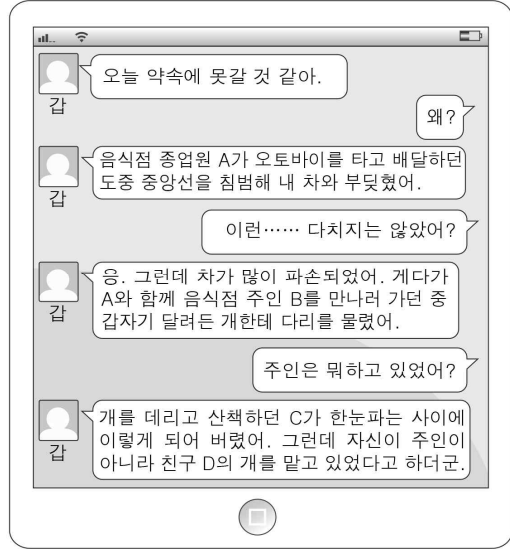 오늘 약속에 못갈 것 같아.
갑
왜?
음식점 종업원 A가 오토바이를 타고 배달하던
도중 중앙선을 침범해 내 차와 부딪혔어.
갑
이런…… 다치지는 않았어?
응. 그런데 차가 많이 파손되었어. 게다가
A와 함께 음식점 주인 B를 만나러 가던 중
갑자기 달려든 개한테 다리를 물렸어.
갑
주인은 뭐하고 있었어?
개를 데리고 산책하던 C가 한눈파는 사이에
이렇게 되어 버렸어. 그런데 자신이 주인이
아니라 친구 D의 개를 맡고 있었다고 하더군.
갑